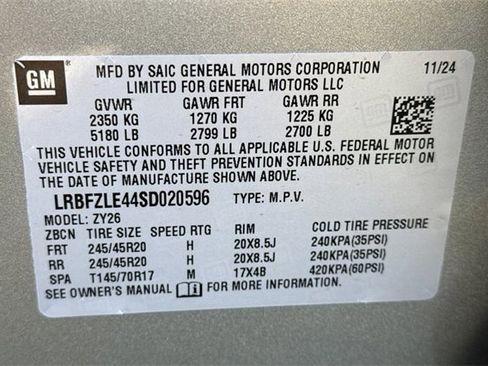 GM
MFD BY SAIC GENERAL MOTORS CORPORATION 11/24
LIMITED FOR GENERAL MOTORS LLC
GVWR GAWR FRT GAWR RR
2350 KG 1270 KG 1225 KG
5180 LB 2799 LB 2700 LB
THIS VEHICLE CONFORMS TO ALL APPLICABLE U.S. FEDERAL MOTOR
VEHICLE SAFETY AND THEFT PREVENTION STANDARDS IN EFFECT ON
THE DATE OF MANUFACTURE SHOWN ABOVE.
LRBFZLE44SD020596 TYPE: M.P.V.
MODEL: ZY26
ZBCN TIRE SIZE SPEED RTG RIM COLD TIRE PRESSURE
FRT 245/45R20 H 20X8.5J 240KPA(35PSI)
RR 245/45R20 H 20X8.5J 240KPA(35PSI)
SPA T145/70R17 M 17X4B 420KPA(60PSI)
SEE OWNER'S MANUAL FOR MORE INFORMATION.